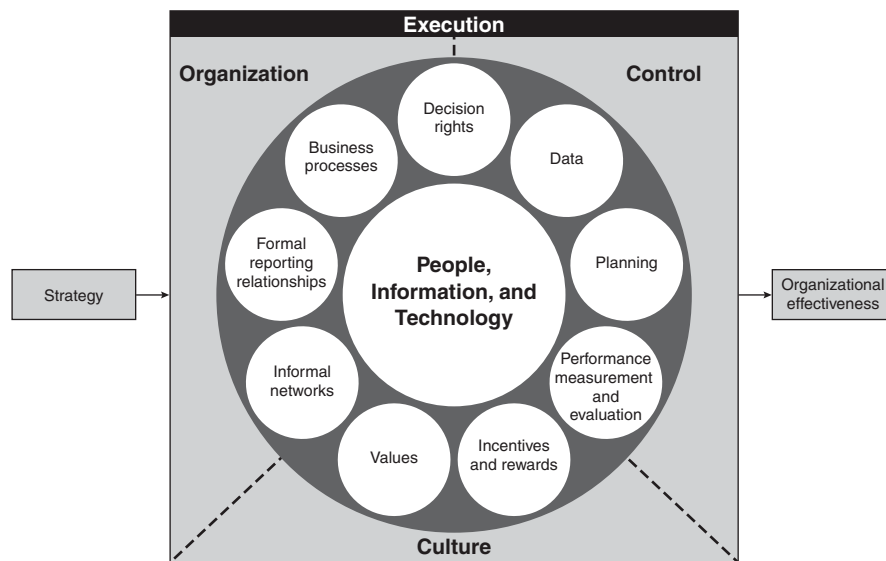 Execution
Organization
Control
Decision
rights
Business
processes
Data
Formal
reporting
relationships
Planning
People,
Information, and
Technology
Strategy
Organizational
effectiveness
Informal
networks
Performance
measurement
and
evaluation
Values
Incentives
and rewards
Culture